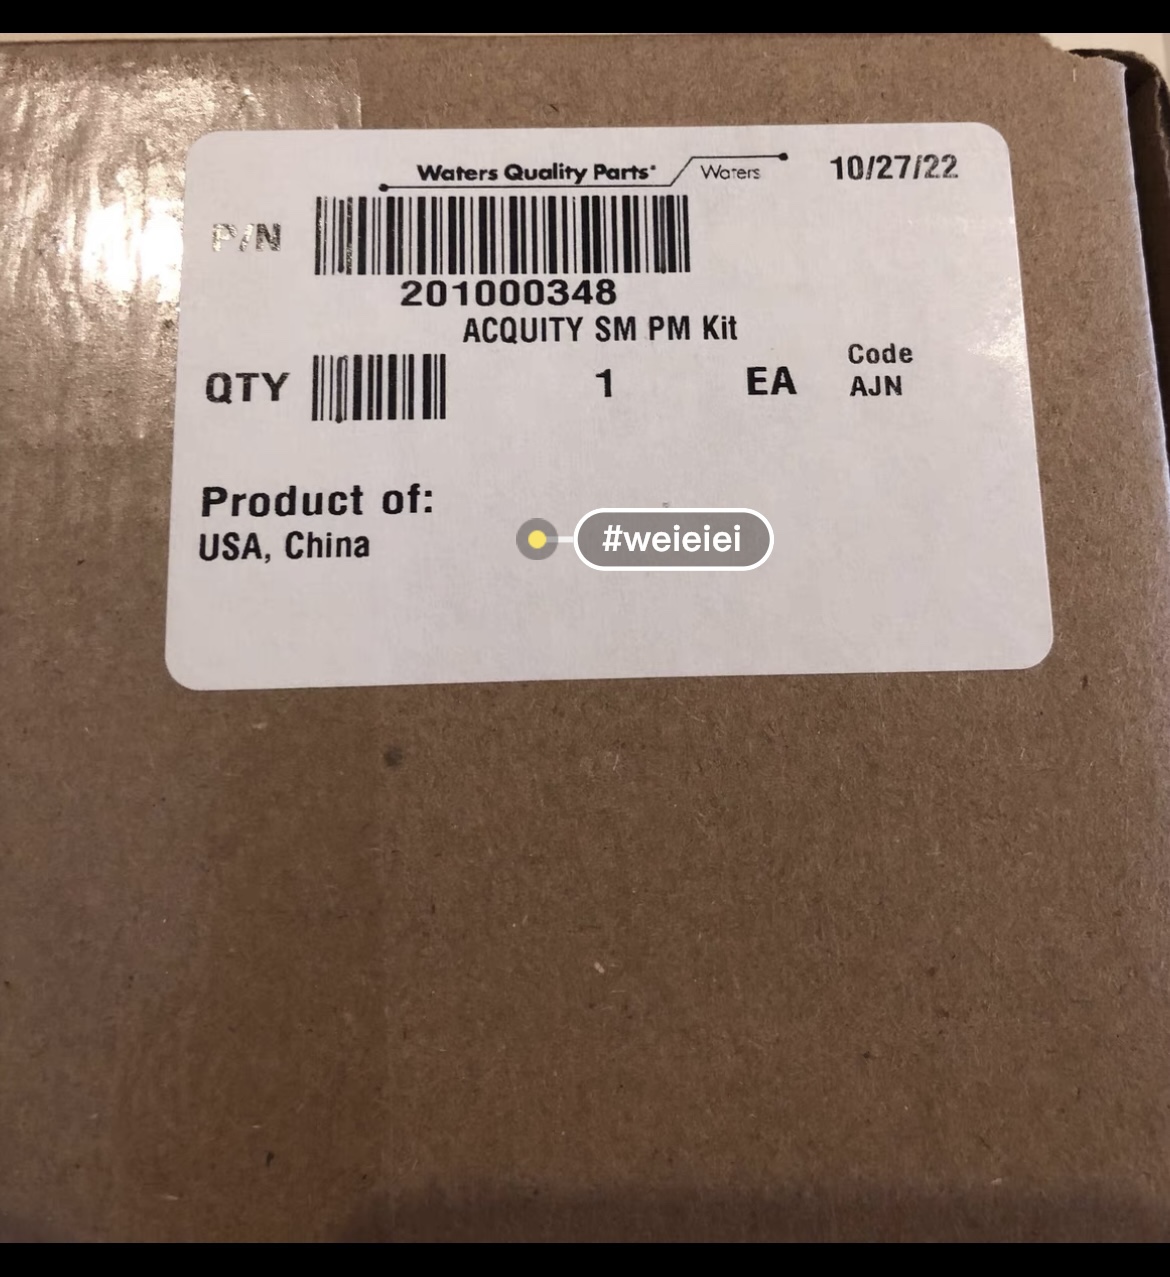 Waters Quality Parts® Waters 10/27/22
P/N
201000348
ACQUITY SM PM Kit
QTY 1 EA Code
AJN
Product of:
USA, China
#weieiei